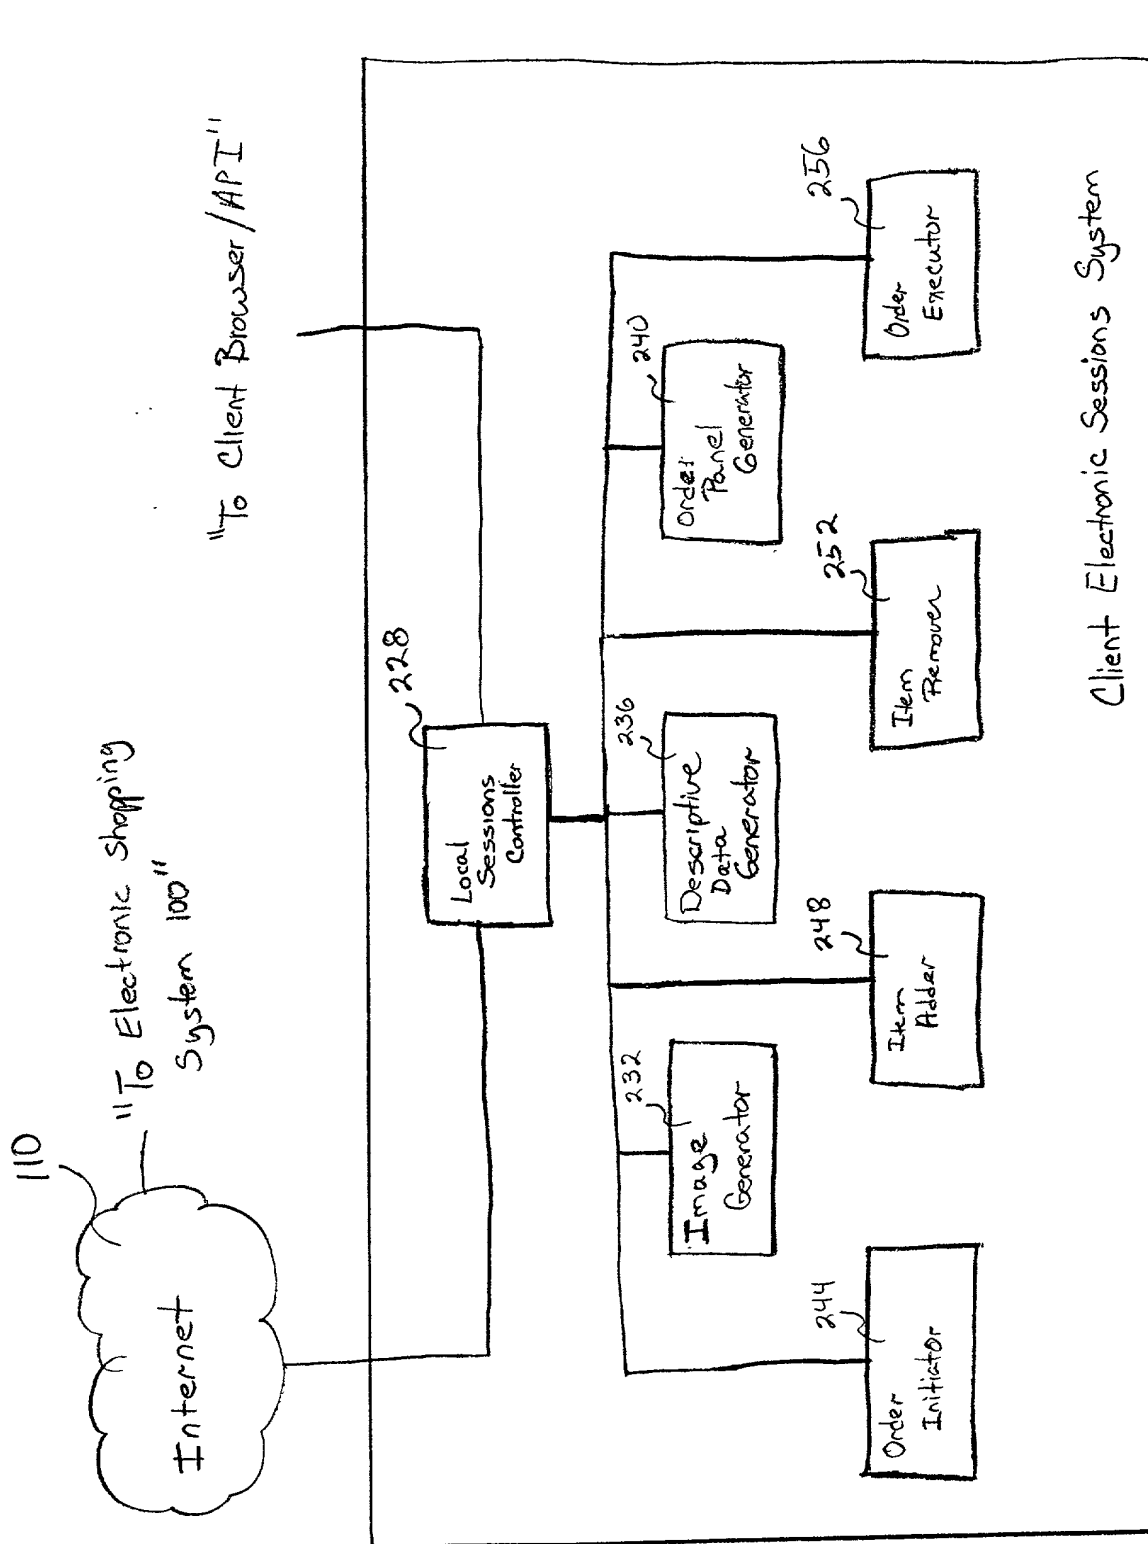 110
Internet
"To Electronic Shopping
System 100"
"To Client Browser/API"
228
Local
Sessions
Controller
232
Image
Generator
236
Descriptive
Data
Generator
240
Order
Panel
Generator
244
Order
Initiator
248
Item
Adder
252
Item
Remover
256
Order
Executor
Client Electronic Sessions System